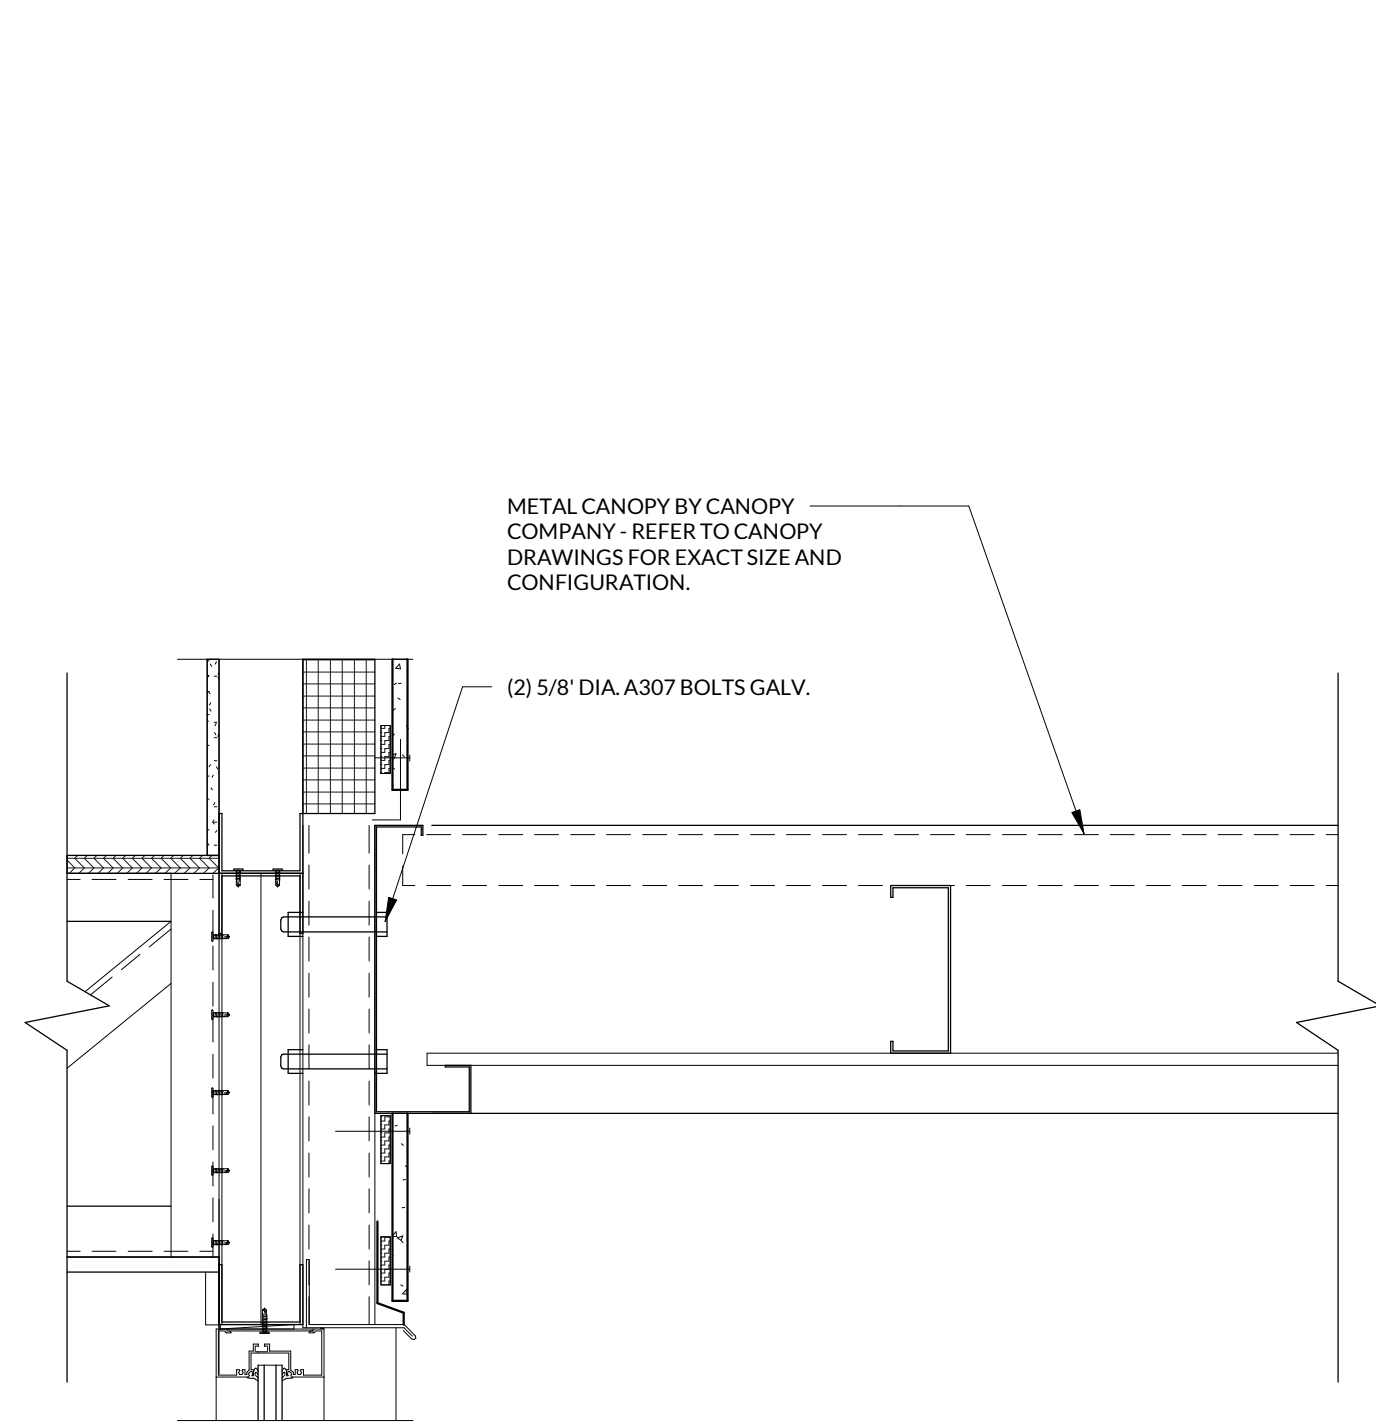 METAL CANOPY BY CANOPY
COMPANY - REFER TO CANOPY
DRAWINGS FOR EXACT SIZE AND
CONFIGURATION.
(2) 5/8' DIA. A307 BOLTS GALV.